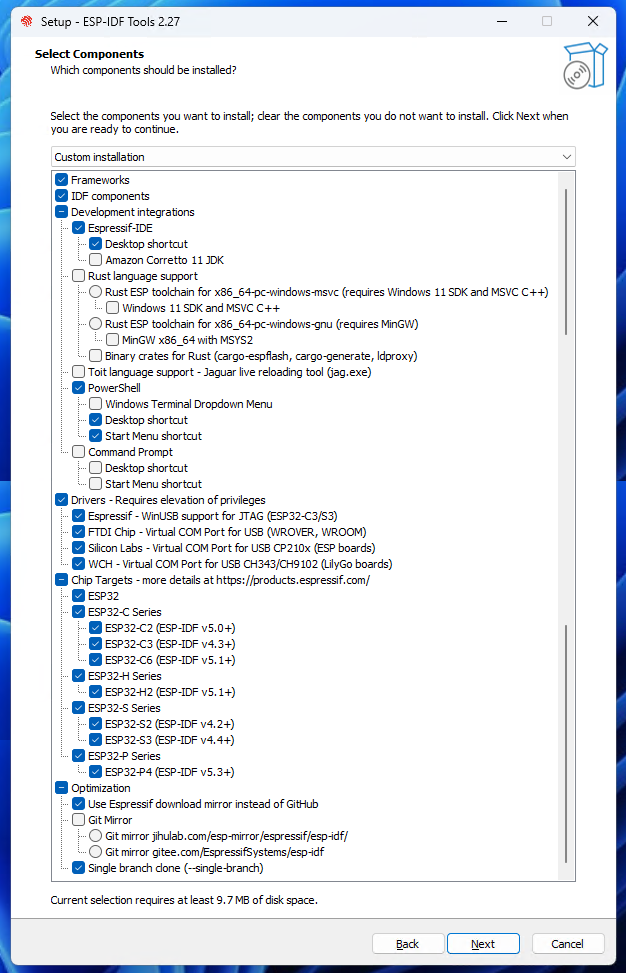 Setup - ESP-IDF Tools 2.27
Select Components
Which components should be installed?
Select the components you want to install; clear the components you do not want to install. Click Next when
you are ready to continue.
Custom installation
Frameworks
IDF components
Development integrations
Espressif-IDE
Desktop shortcut
Amazon Corretto 11 JDK
Rust language support
Rust ESP toolchain for x86_64-pc-windows-msvc (requires Windows 11 SDK and MSVC C++)
Windows 11 SDK and MSVC C++
Rust ESP toolchain for x86_64-pc-windows-gnu (requires MinGW)
MinGW x86_64 with MSYS2
Binary crates for Rust (cargo-espflash, cargo-generate, ldproxy)
Toit language support - Jaguar live reloading tool (jag.exe)
PowerShell
Windows Terminal Dropdown Menu
Desktop shortcut
Start Menu shortcut
Command Prompt
Desktop shortcut
Start Menu shortcut
Drivers - Requires elevation of privileges
Espressif - WinUSB support for JTAG (ESP32-C3/S3)
FTDI Chip - Virtual COM Port for USB (WROVER, WROOM)
Silicon Labs - Virtual COM Port for USB CP210x (ESP boards)
WCH - Virtual COM Port for USB CH343/CH9102 (LilyGo boards)
Chip Targets - more details at https://products.espressif.com/
ESP32
ESP32-C Series
ESP32-C2 (ESP-IDF v5.0+)
ESP32-C3 (ESP-IDF v4.3+)
ESP32-C6 (ESP-IDF v5.1+)
ESP32-H Series
ESP32-H2 (ESP-IDF v5.1+)
ESP32-S Series
ESP32-S2 (ESP-IDF v4.2+)
ESP32-S3 (ESP-IDF v4.4+)
ESP32-P Series
ESP32-P4 (ESP-IDF v5.3+)
Optimization
Use Espressif download mirror instead of GitHub
Git Mirror
Git mirror jihulab.com/esp-mirror/espressif/esp-idf/
Git mirror gitee.com/EspressifSystems/esp-idf
Single branch clone (--single-branch)
Current selection requires at least 9.7 MB of disk space.
Back Next Cancel